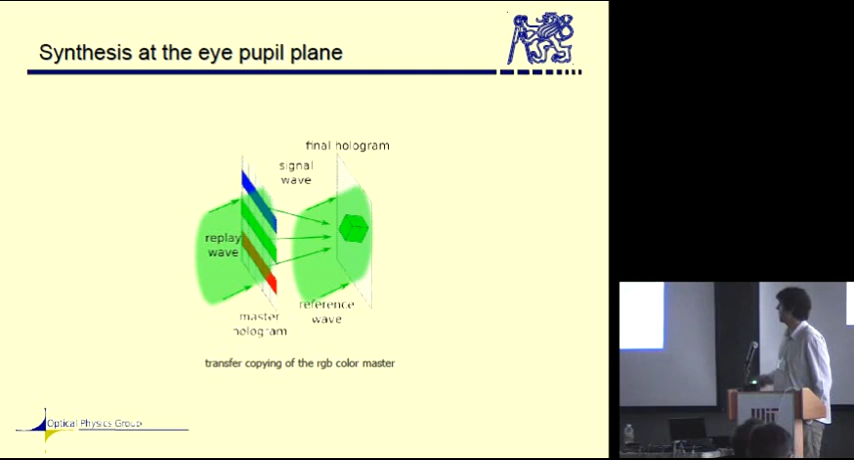 Synthesis at the eye pupil plane
final hologram
signal
wave
replay
wave
reference
wave
master
hologram
transfer copying of the rgb color master
Optical Physics Group
MIT